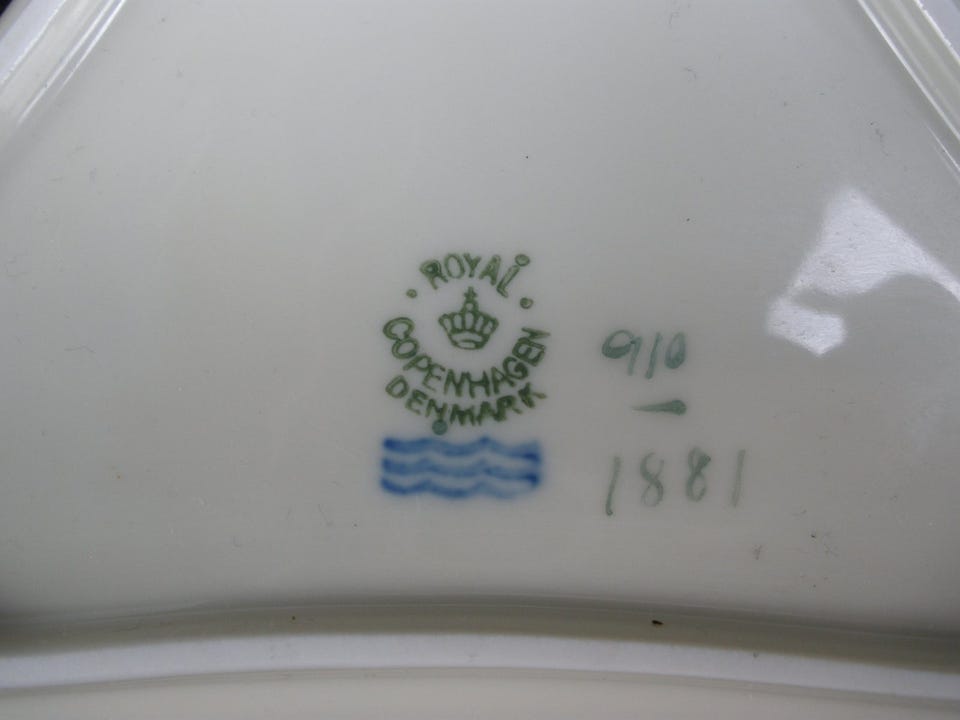 ROYAL
COPENHAGEN
DENMARK
910
1881